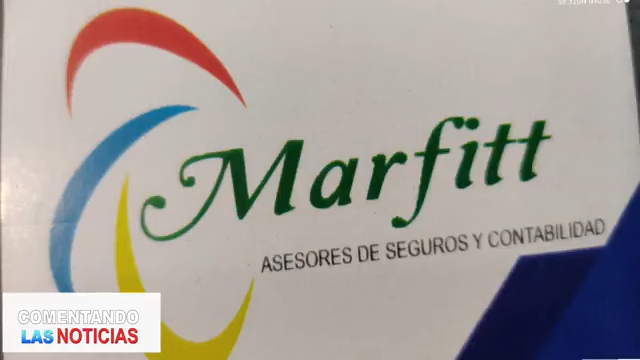 Marfitt
ASESORES DE SEGUROS Y CONTABILIDAD
COMENTANDO
LAS NOTICIAS